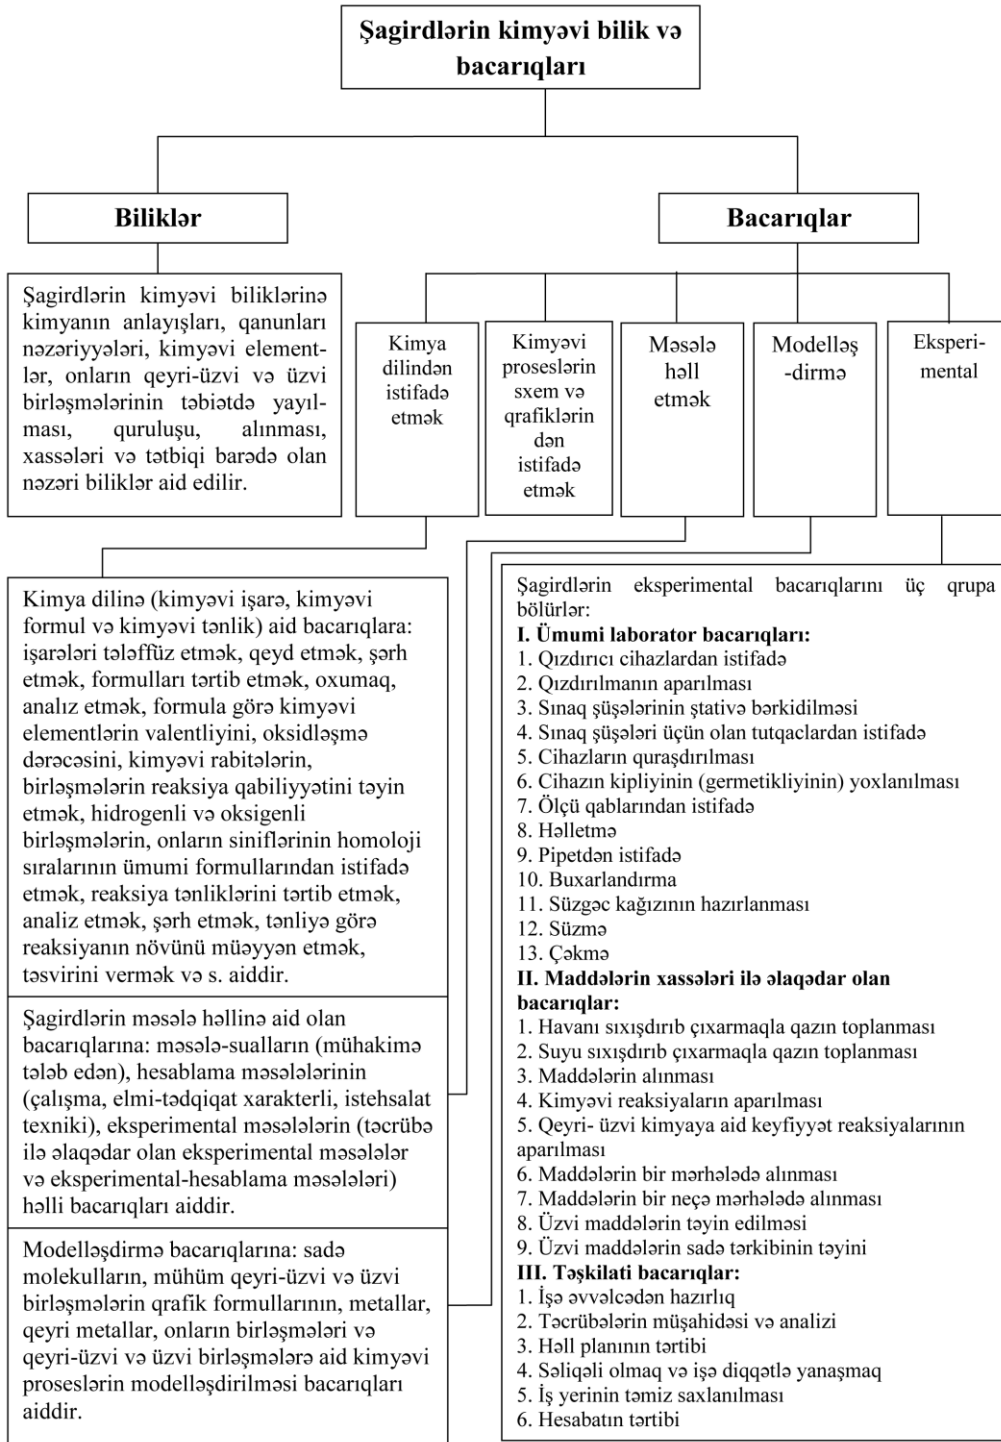 Şagirdlərin kimyəvi bilik və
bacarıqları
Biliklər
Bacarıqlar
Şagirdlərin kimyəvi biliklərinə
kimyanın anlayışları, qanunları
nəzəriyyələri, kimyəvi element-
lər, onların qeyri-üzvi və üzvi
birləşmələrinin təbiətdə yayıl-
ması, quruluşu, alınması,
xassələri və tətbiqi barədə olan
nəzəri biliklər aid edilir.
Kimya
dilindən
istifadə
etmək
Kimyəvi
proseslərin
sxem və
qrafiklərin
dən
istifadə
etmək
Məsələ
həll
etmək
Modelləş
-dirmə
Eksperi-
mental
Kimya dilinə (kimyəvi işarə, kimyəvi
formul və kimyəvi tənlik) aid bacarıqlara:
işarələri tələffüz etmək, qeyd etmək, şərh
etmək, formulları tərtib etmək, oxumaq,
analız etmək, formula görə kimyəvi
elementlərin valentliyini, oksidləşmə
dərəcəsini, kimyəvi rabitələrin,
birləşmələrin reaksiya qabiliyyətini təyin
etmək, hidrogenli və oksigenli
birləşmələrin, onların siniflərinin homoloji
sıralarının ümumi formullarından istifadə
etmək, reaksiya tənliklərini tərtib etmək,
analiz etmək, şərh etmək, tənliyə görə
reaksiyanın növünü müəyyən etmək,
təsvirini vermək və s. aiddir.
Şagirdlərin məsələ həllinə aid olan
bacarıqlarına: məsələ-sualların (mühakimə
tələb edən), hesablama məsələlərinin
(çalışma, elmi-tədqiqat xarakterli, istehsalat
texniki), eksperimental məsələlərin (təcrübə
ilə əlaqədar olan eksperimental məsələlər
və eksperimental-hesablama məsələləri)
həlli bacarıqları aiddir.
Modelləşdirmə bacarıqlarına: sadə
molekulların, mühüm qeyri-üzvi və üzvi
birləşmələrin qrafik formullarının, metallar,
qeyri metallar, onların birləşmələri və
qeyri-üzvi və üzvi birləşmələrə aid kimyəvi
proseslərin modelləşdirilməsi bacarıqları
aiddir.
Şagirdlərin eksperimental bacarıqlarını üç qrupa
bölürlər:
I. Ümumi laborator bacarıqları:
1. Qızdırıcı cihazlardan istifadə
2. Qızdırılmanın aparılması
3. Sınaq şüşələrinin ştativə bərkidilməsi
4. Sınaq şüşələri üçün olan tutqaclardan istifadə
5. Cihazların quraşdırılması
6. Cihazın kipliyinin (germetikliyinin) yoxlanılması
7. Ölçü qablarından istifadə
8. Həlletmə
9. Pipetdən istifadə
10. Buxarlandırma
11. Süzgəc kağızının hazırlanması
12. Süzmə
13. Çəkmə
II. Maddələrin xassələri ilə əlaqədar olan
bacarıqlar:
1. Havanı sıxışdırıb çıxarmaqla qazın toplanması
2. Suyu sıxışdırıb çıxarmaqla qazın toplanması
3. Maddələrin alınması
4. Kimyəvi reaksiyaların aparılması
5. Qeyri- üzvi kimyaya aid keyfiyyət reaksiyalarının
aparılması
6. Maddələrin bir mərhələdə alınması
7. Maddələrin bir neçə mərhələdə alınması
8. Üzvi maddələrin təyin edilməsi
9. Üzvi maddələrin sadə tərkibinin təyini
III. Təşkilati bacarıqlar:
1. İşə əvvəlcədən hazırlıq
2. Təcrübələrin müşahidəsi və analizi
3. Həll planının tərtibi
4. Səliqəli olmaq və işə diqqətlə yanaşmaq
5. İş yerinin təmiz saxlanılması
6. Hesabatın tərtibi